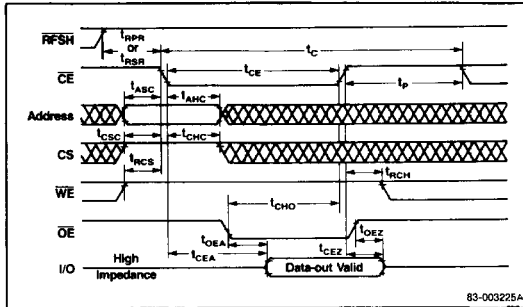 RFSH
tRPR
or
tRSR
tC
CE
tCE
tP
tASC
tAHC
Address
tCSC
tCHC
CS
tRCS
tRCH
WE
tCHO
OE
tOEA
tOEZ
tCEA
tCEZ
I/O
High
Impedance
Data-out Valid
83-003225A